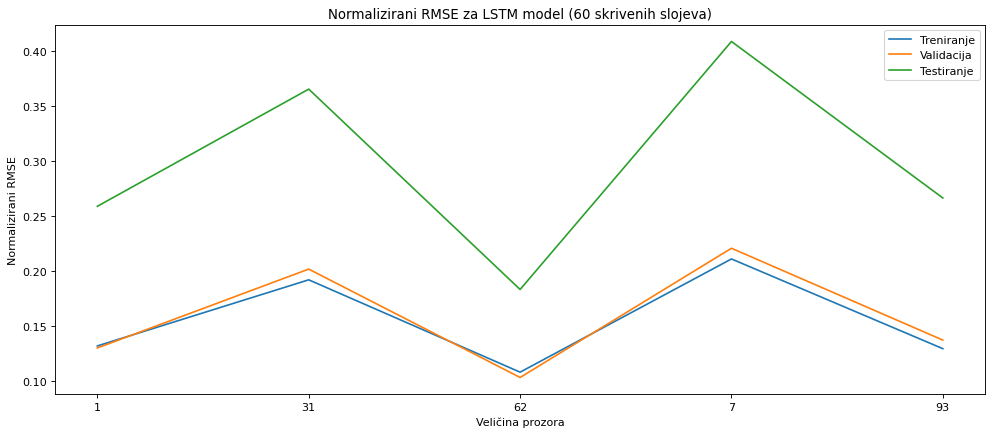 Normalizirani RMSE za LSTM model (60 skrivenih slojeva)
Treniranje
Validacija
Testiranje
Normalizirani RMSE
0.40
0.35
0.30
0.25
0.20
0.15
0.10
1 31 62 7 93
Veličina prozora